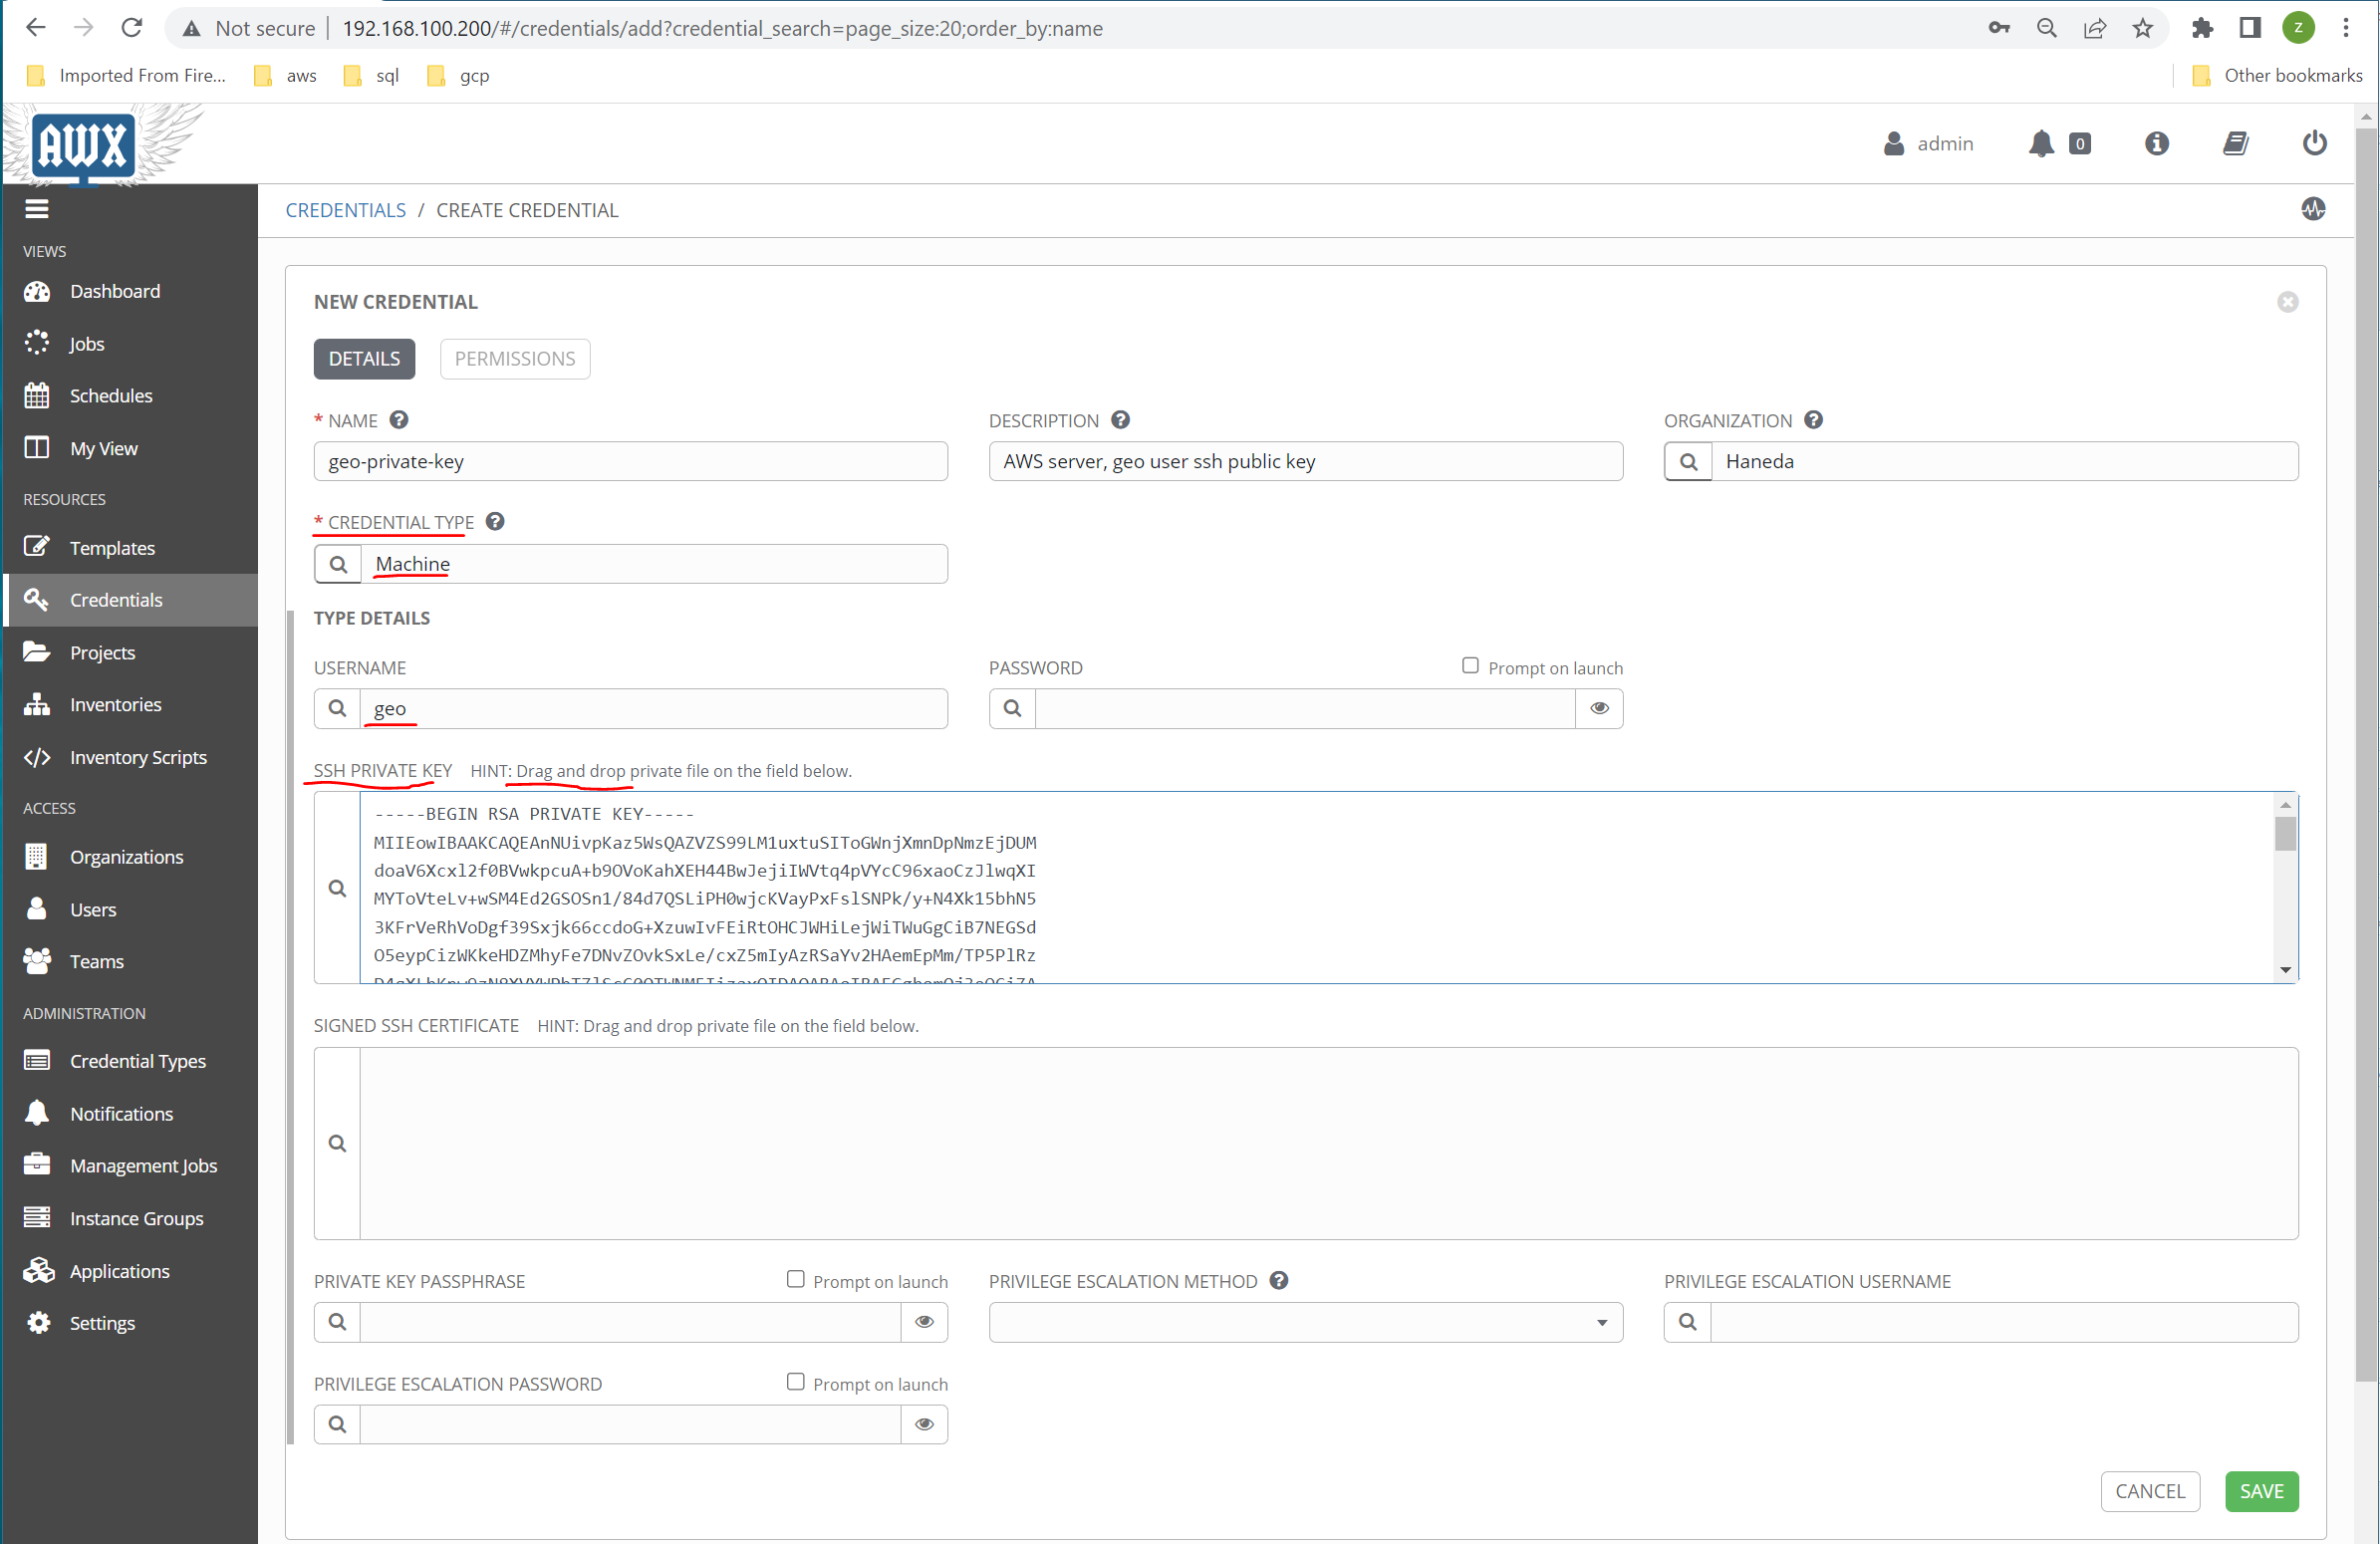 Not secure | 192.168.100.200/#/credentials/add?credential_search=page_size:20;order_by:name
Z
Imported From Fire... aws sql gcp Other bookmarks
AWX
admin 0
CREDENTIALS / CREATE CREDENTIAL
VIEWS
Dashboard
Jobs
Schedules
My View
RESOURCES
Templates
Credentials
Projects
Inventories
Inventory Scripts
ACCESS
Organizations
Users
Teams
ADMINISTRATION
Credential Types
Notifications
Management Jobs
Instance Groups
Applications
Settings
NEW CREDENTIAL
DETAILS PERMISSIONS
* NAME DESCRIPTION ORGANIZATION
geo-private-key AWS server, geo user ssh public key Haneda
* CREDENTIAL TYPE
Machine
TYPE DETAILS
USERNAME PASSWORD Prompt on launch
geo
SSH PRIVATE KEY HINT: Drag and drop private file on the field below.
-----BEGIN RSA PRIVATE KEY-----
MIIEowIBAAKCAQEAnNUivpKaz5WsQAZVZS99LM1uxtuSIToGWnjXmnDpNmzEjDUM
doaV6Xcxl2f0BVwkpcuA+b9OVoKahXEH44BwJejiIWVtq4pVYcC96xaoCzJlwqXI
MYToVteLv+wSM4Ed2GSOSn1/84d7QSLiPH0wjcKVayPxFslSNPk/y+N4Xk15bhN5
3KFrVeRhVoDgf39Sxjk66ccdoG+XzuwIvFEiRtOHCJWHiLejWiTWuGgCiB7NEGSd
O5eypCizWKkeHDZMhyFe7DNvZOvkSxLe/cxZ5mIyAzRSaYv2HAemEpMm/TP5PlRz
SIGNED SSH CERTIFICATE HINT: Drag and drop private file on the field below.
PRIVATE KEY PASSPHRASE Prompt on launch PRIVILEGE ESCALATION METHOD PRIVILEGE ESCALATION USERNAME
PRIVILEGE ESCALATION PASSWORD Prompt on launch
CANCEL SAVE